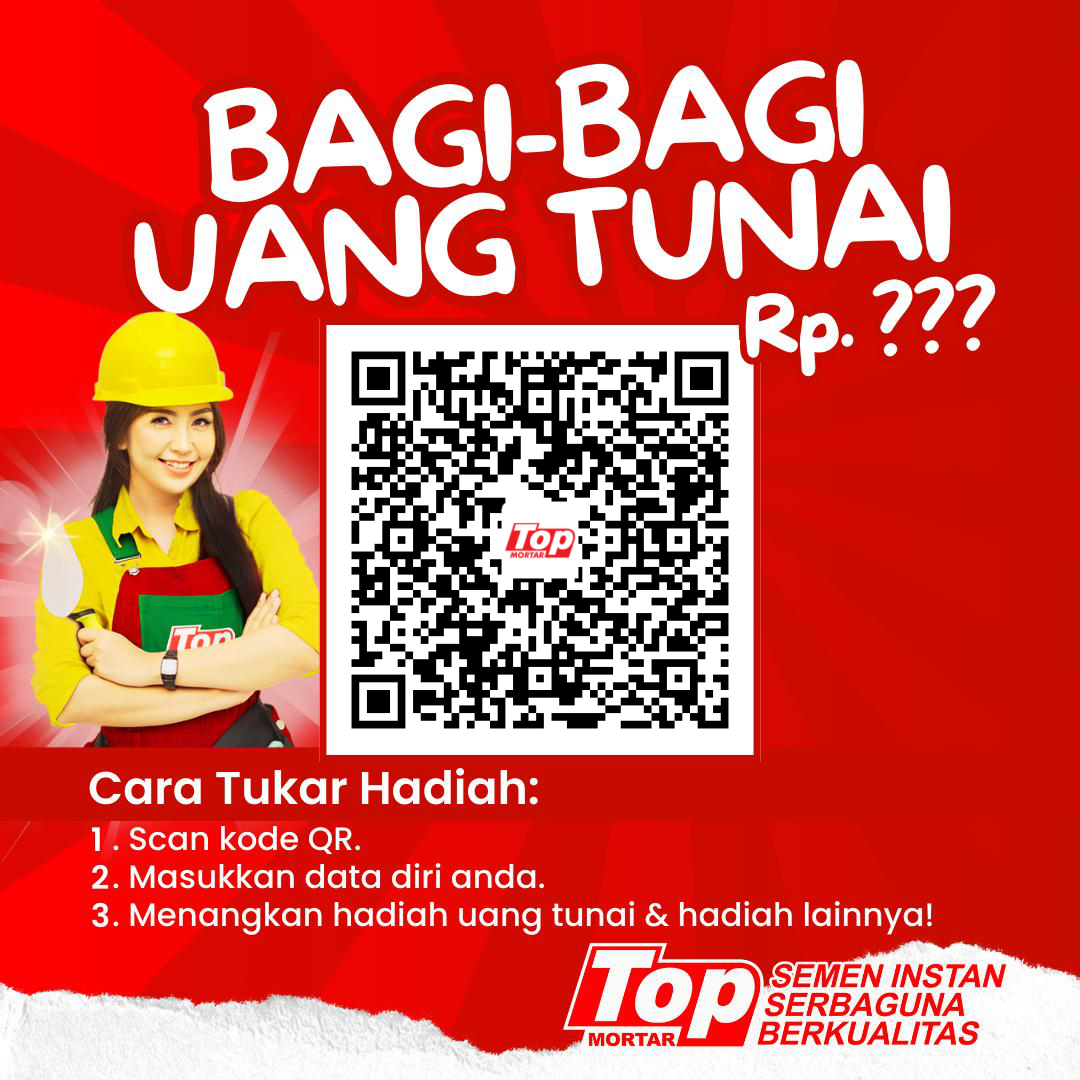 BAGI-BAGI
UANG TUNAI
Rp. ???
Top
MORTAR
Top
Cara Tukar Hadiah:
1. Scan kode QR.
2. Masukkan data diri anda.
3. Menangkan hadiah uang tunai & hadiah lainnya!
Top
MORTAR
SEMEN INSTAN
SERBAGUNA
BERKUALITAS